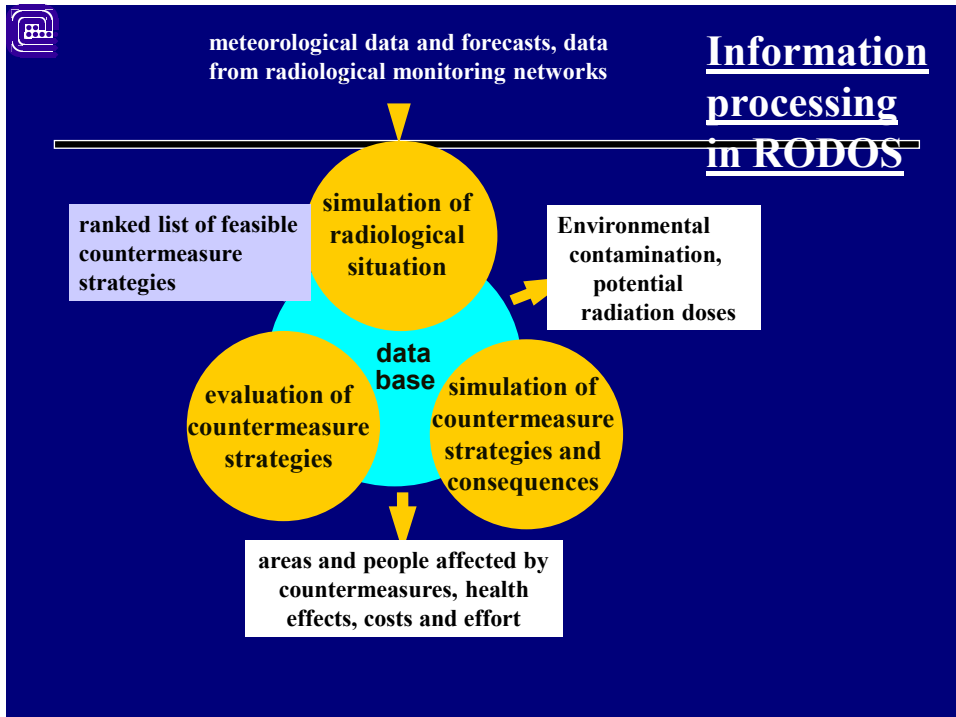 meteorological data and forecasts, data
from radiological monitoring networks
Information
processing
in RODOS
simulation of
radiological
situation
ranked list of feasible
countermeasure
strategies
Environmental
contamination,
potential
radiation doses
data
base
evaluation of
countermeasure
strategies
simulation of
countermeasure
strategies and
consequences
areas and people affected by
countermeasures, health
effects, costs and effort